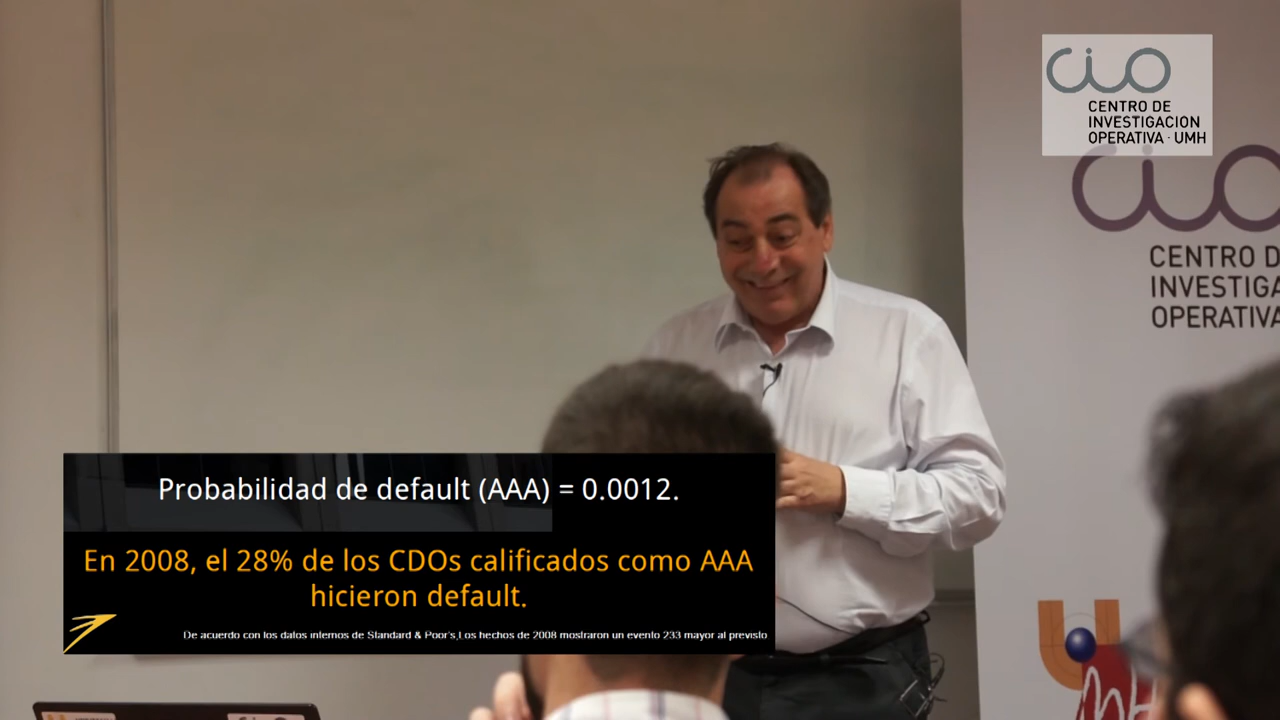 CIO
CENTRO DE
INVESTIGACION
OPERATIVA · UMH
CIO
CENTRO D
INVESTIGA
OPERATIVA
Probabilidad de default (AAA) = 0.0012.
En 2008, el 28% de los CDOs calificados como AAA
hicieron default.
De acuerdo con los datos internos de Standard & Poor's,Los hechos de 2008 mostraron un evento 233 mayor al previsto